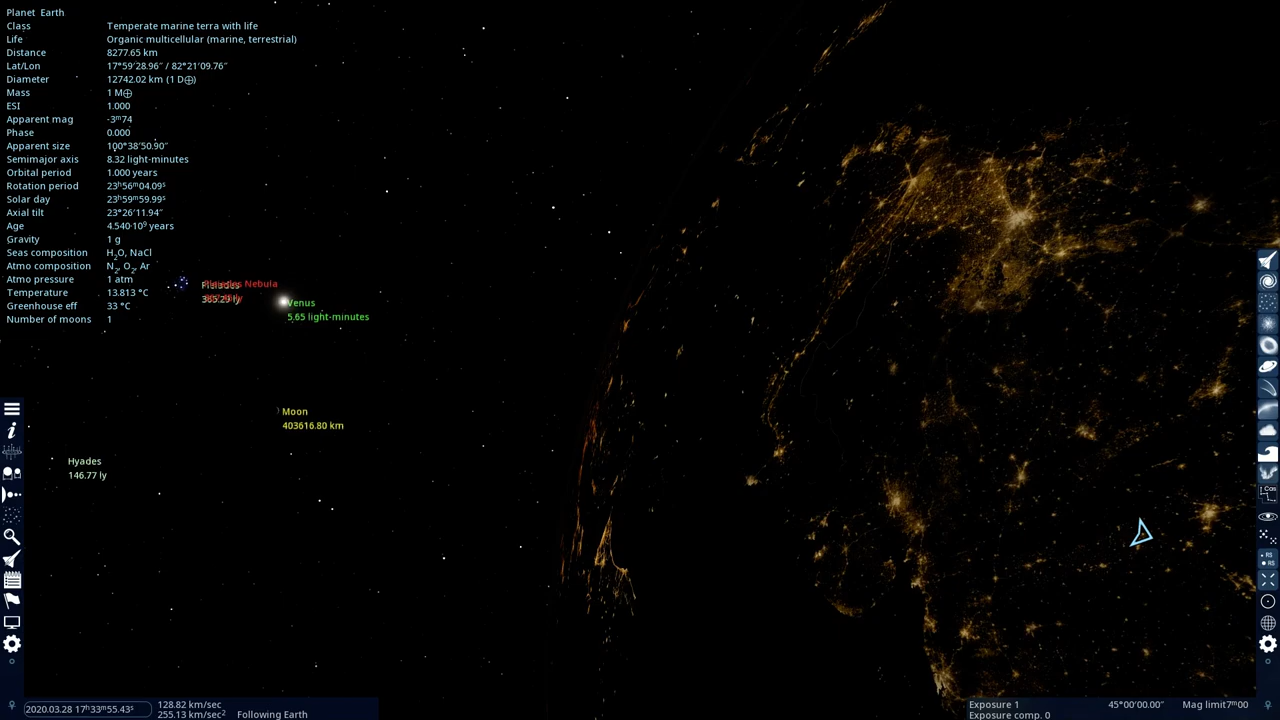 Planet Earth
Class Temperate marine terra with life
Life Organic multicellular (marine, terrestrial)
Distance 8277.65 km
Lat/Lon 17°59′28.96″ / 82°21′09.76″
Diameter 12742.02 km (1 D⊕)
Mass 1 M⊕
ESI 1.000
Apparent mag -3ᵐ74
Phase 0.000
Apparent size 100°38′50.90″
Semimajor axis 8.32 light-minutes
Orbital period 1.000 years
Rotation period 23ʰ56ᵐ04.09ˢ
Solar day 23ʰ59ᵐ59.99ˢ
Axial tilt 23°26′11.94″
Age 4.540·10⁹ years
Gravity 1 g
Seas composition H₂O, NaCl
Atmo composition N₂, O₂, Ar
Atmo pressure 1 atm
Temperature 13.813 °C
Greenhouse eff 33 °C
Number of moons 1
Nebula
Venus
5.65 light-minutes
Moon
403616.80 km
Hyades
146.77 ly
Cas
RS
RS
2020.03.28 17ʰ33ᵐ55.43ˢ
128.82 km/sec
255.13 km/sec²
Following Earth
Exposure 1
Exposure comp. 0
45°00′00.00″
Mag limit7ᵐ00